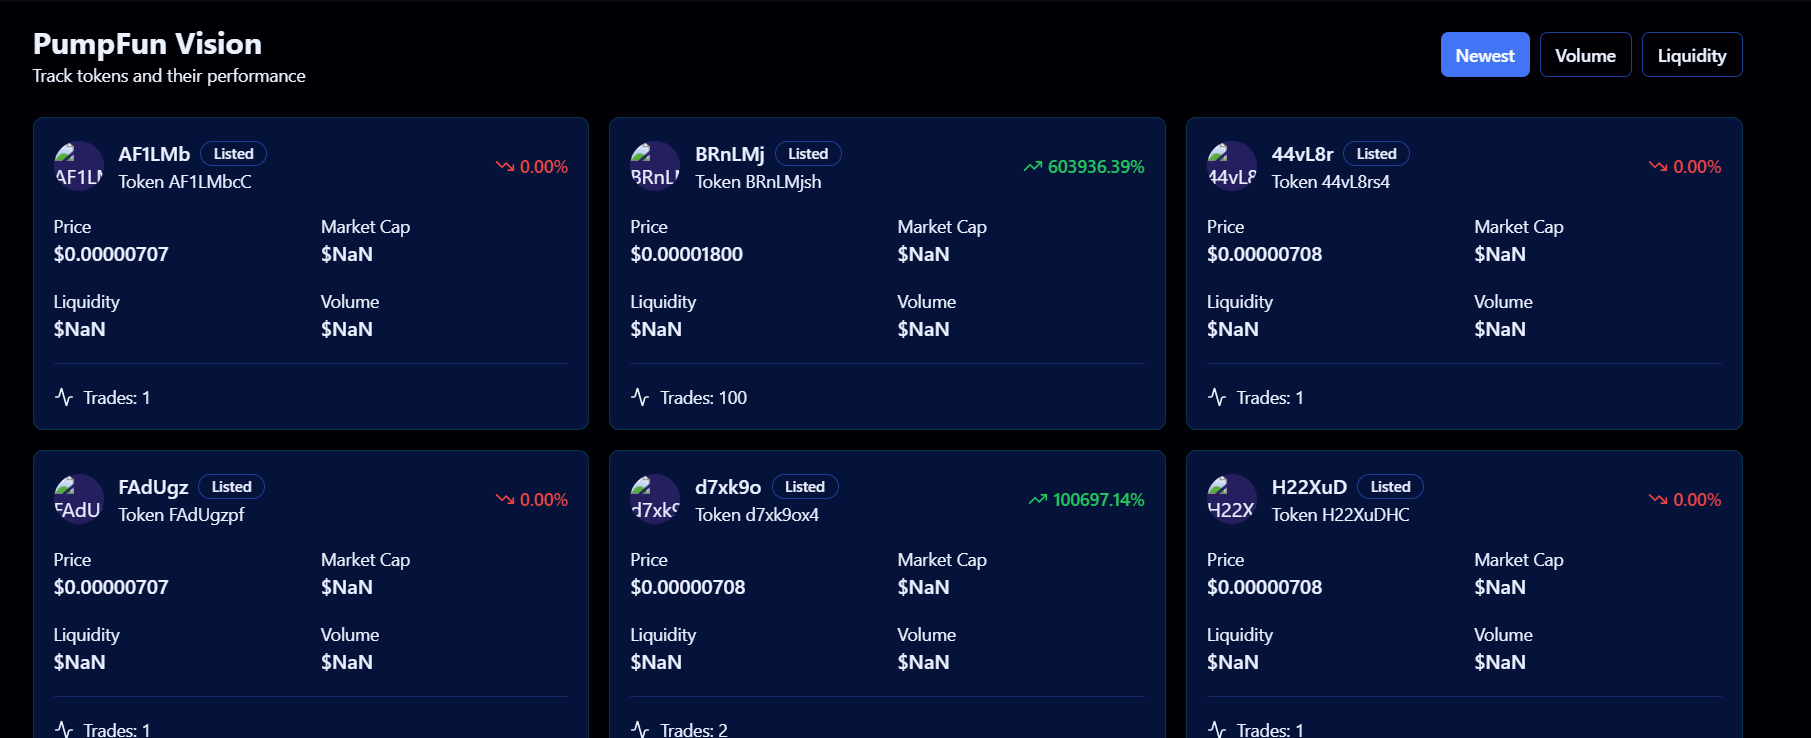 PumpFun Vision
Track tokens and their performance
Newest
Volume
Liquidity
AF1LMb
Listed
Token AF1LMbcC
0.00%
AF1LM
Price
$0.00000707
Market Cap
$NaN
Liquidity
$NaN
Volume
$NaN
Trades: 1
BRnLMj
Listed
Token BRnLMjsh
603936.39%
BRnLM
Price
$0.00001800
Market Cap
$NaN
Liquidity
$NaN
Volume
$NaN
Trades: 100
44vL8r
Listed
Token 44vL8rs4
0.00%
44vL8
Price
$0.00000708
Market Cap
$NaN
Liquidity
$NaN
Volume
$NaN
Trades: 1
FAdUgz
Listed
Token FAdUgzpf
0.00%
FAdU
Price
$0.00000707
Market Cap
$NaN
Liquidity
$NaN
Volume
$NaN
Trades: 1
d7xk9o
Listed
Token d7xk9ox4
100697.14%
d7xk9
Price
$0.00000708
Market Cap
$NaN
Liquidity
$NaN
Volume
$NaN
Trades: 2
H22XuD
Listed
Token H22XuDHC
0.00%
H22X
Price
$0.00000708
Market Cap
$NaN
Liquidity
$NaN
Volume
$NaN
Trades: 1